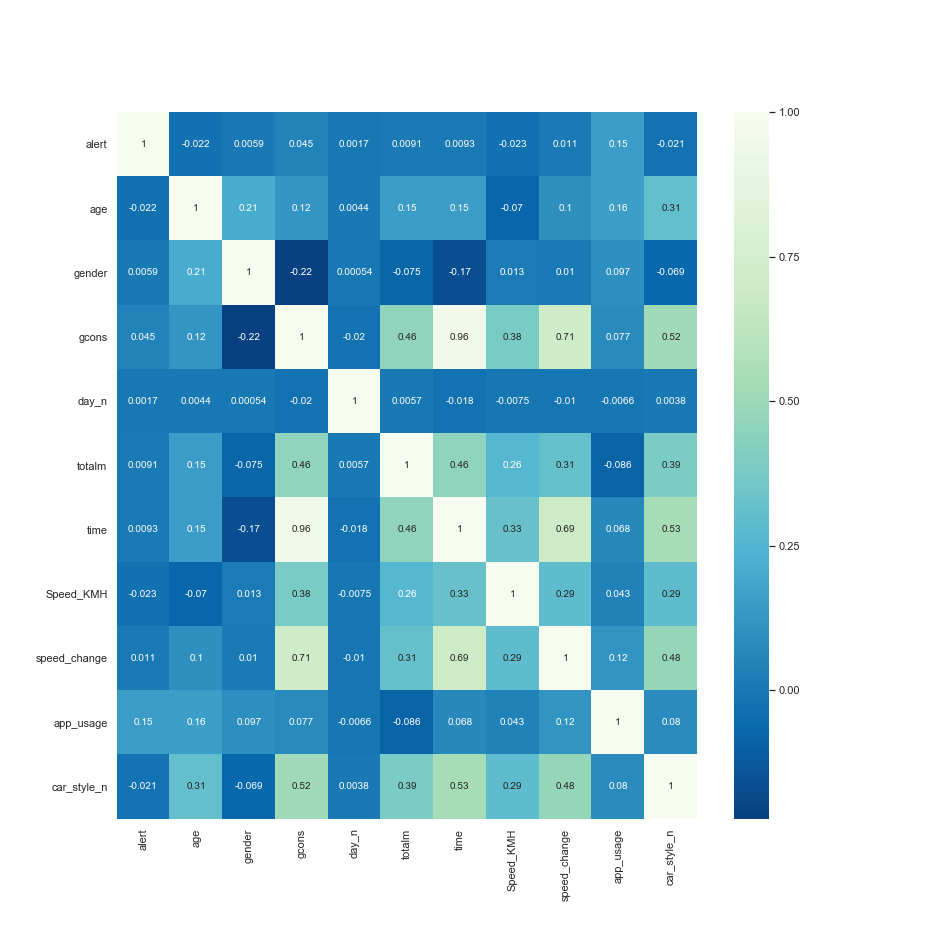 alert 1 -0.022 0.0059 0.045 0.0017 0.0091 0.0093 -0.023 0.011 0.15 -0.021
age -0.022 1 0.21 0.12 0.0044 0.15 0.15 -0.07 0.1 0.16 0.31
gender 0.0059 0.21 1 -0.22 0.00054 -0.075 -0.17 0.013 0.01 0.097 -0.069
gcons 0.045 0.12 -0.22 1 -0.02 0.46 0.96 0.38 0.71 0.077 0.52
day_n 0.0017 0.0044 0.00054 -0.02 1 0.0057 -0.018 -0.0075 -0.01 -0.0066 0.0038
totalm 0.0091 0.15 -0.075 0.46 0.0057 1 0.46 0.26 0.31 -0.086 0.39
time 0.0093 0.15 -0.17 0.96 -0.018 0.46 1 0.33 0.69 0.068 0.53
Speed_KMH -0.023 -0.07 0.013 0.38 -0.0075 0.26 0.33 1 0.29 0.043 0.29
speed_change 0.011 0.1 0.01 0.71 -0.01 0.31 0.69 0.29 1 0.12 0.48
app_usage 0.15 0.16 0.097 0.077 -0.0066 -0.086 0.068 0.043 0.12 1 0.08
car_style_n -0.021 0.31 -0.069 0.52 0.0038 0.39 0.53 0.29 0.48 0.08 1
alert age gender gcons day_n totalm time Speed_KMH speed_change app_usage car_style_n
1.00
0.75
0.50
0.25
0.00